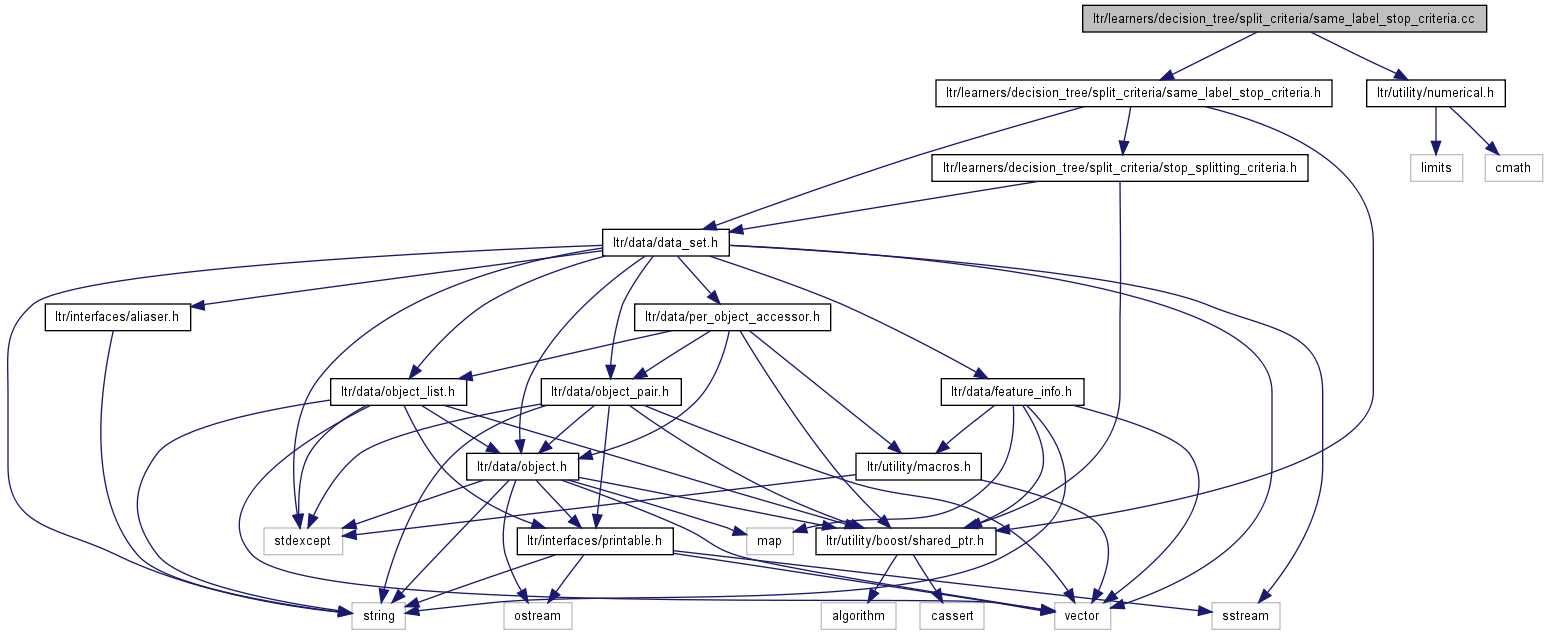 ltr/learners/decision_tree/split_criteria/same_label_stop_criteria.cc
ltr/learners/decision_tree/split_criteria/same_label_stop_criteria.h
ltr/utility/numerical.h
ltr/learners/decision_tree/split_criteria/stop_splitting_criteria.h
limits
cmath
ltr/data/data_set.h
ltr/interfaces/aliaser.h
ltr/data/per_object_accessor.h
ltr/data/object_list.h
ltr/data/object_pair.h
ltr/data/feature_info.h
ltr/data/object.h
ltr/utility/macros.h
stdexcept
ltr/interfaces/printable.h
map
ltr/utility/boost/shared_ptr.h
string
ostream
algorithm
cassert
vector
sstream